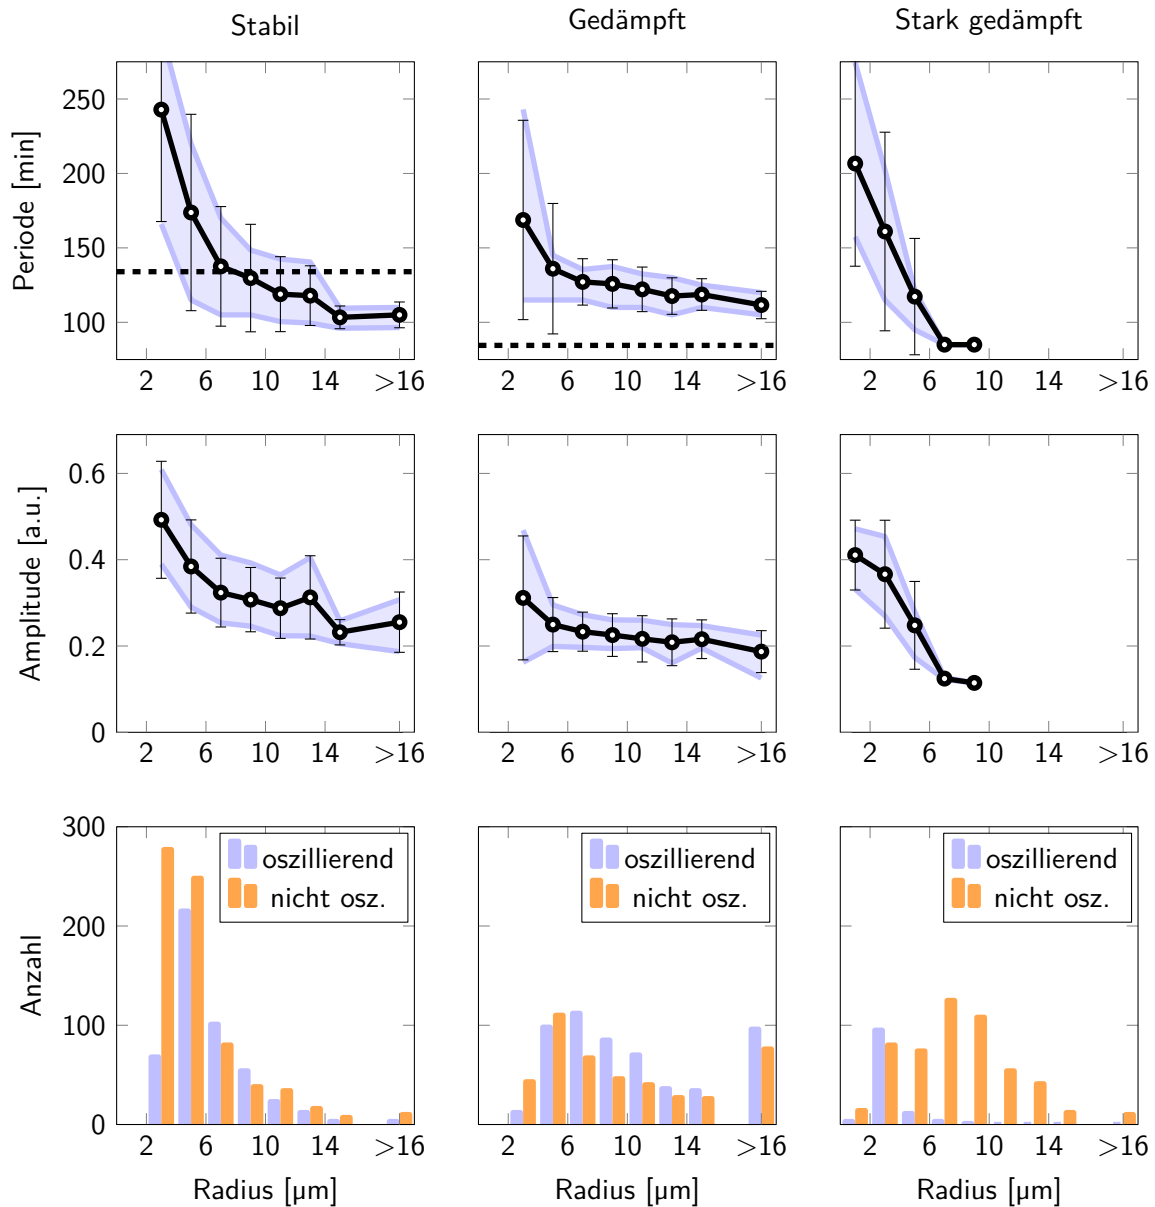 Stabil
Gedämpft
Stark gedämpft
Periode [min]
250
200
150
100
2 6 10 14 >16
2 6 10 14 >16
2 6 10 14 >16
Amplitude [a.u.]
0.6
0.4
0.2
0
2 6 10 14 >16
2 6 10 14 >16
2 6 10 14 >16
Anzahl
300
200
100
0
oszillierend
nicht osz.
oszillierend
nicht osz.
oszillierend
nicht osz.
2 6 10 14 >16
2 6 10 14 >16
2 6 10 14 >16
Radius [µm]
Radius [µm]
Radius [µm]